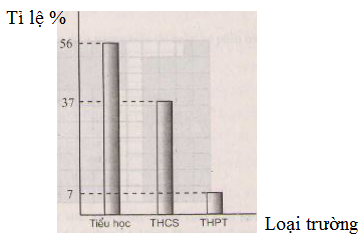 Tỉ lệ %
56
37
7
Tiểu học THCS THPT
Loại trường